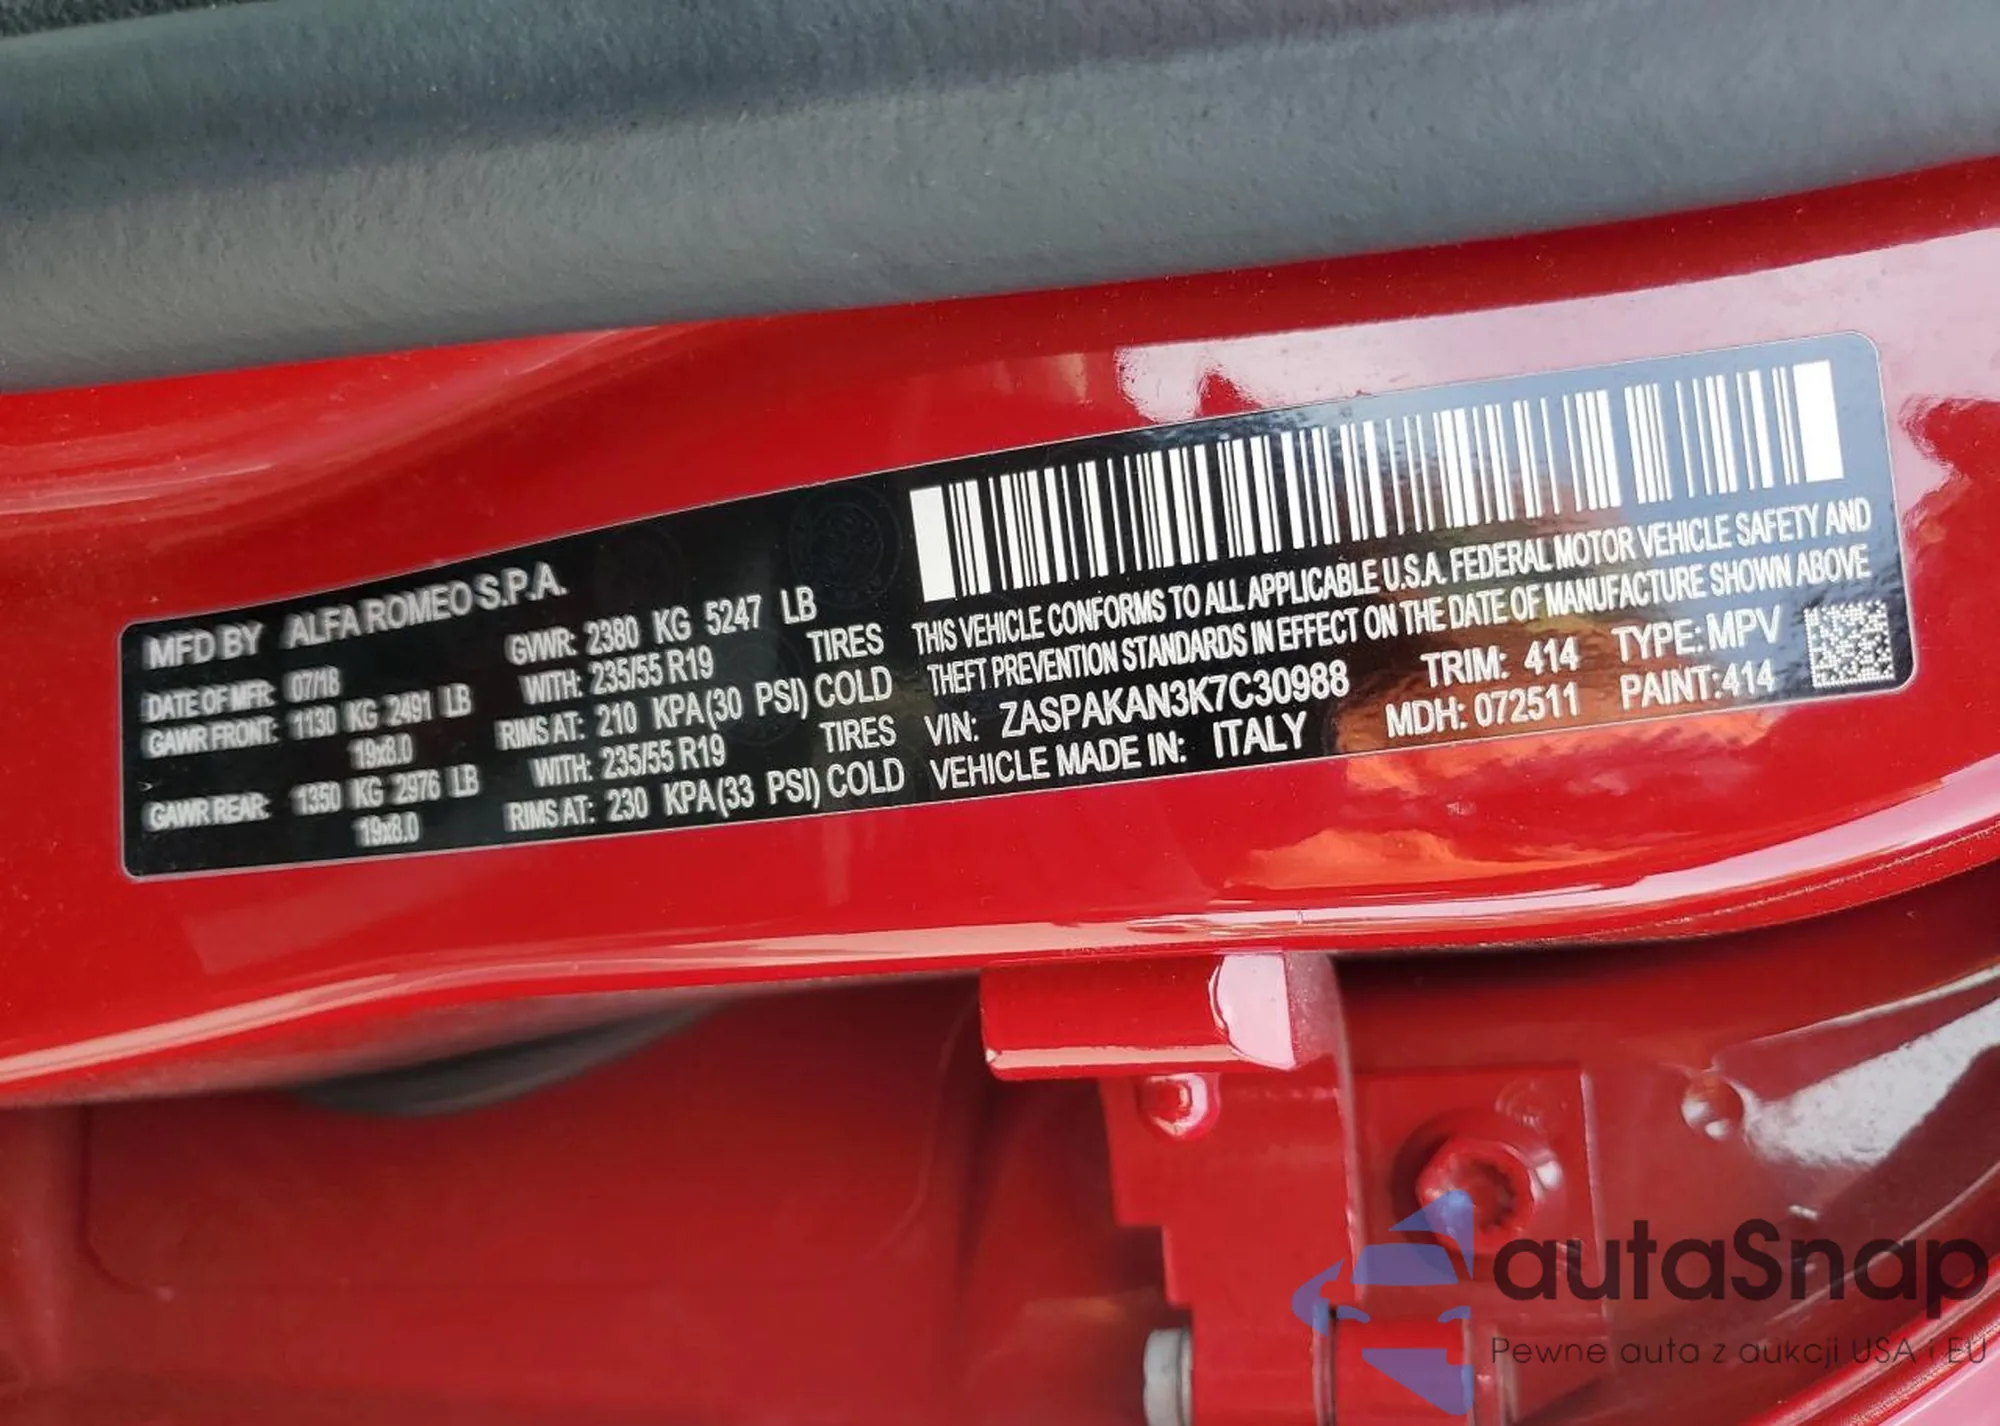 MFD BY ALFA ROMEO S.P.A.
DATE OF MFR: 07/18 GVWR: 2380 KG 5247 LB
GAWR FRONT: 1130 KG 2491 LB WITH: 235/55 R19 TIRES
19x8.0 RIMS AT: 210 KPA(30 PSI) COLD
GAWR REAR: 1350 KG 2976 LB WITH: 235/55 R19 TIRES
19x8.0 RIMS AT: 230 KPA(33 PSI) COLD
THIS VEHICLE CONFORMS TO ALL APPLICABLE U.S.A. FEDERAL MOTOR VEHICLE SAFETY AND
THEFT PREVENTION STANDARDS IN EFFECT ON THE DATE OF MANUFACTURE SHOWN ABOVE
VIN: ZASPAKAN3K7C30988 TRIM: 414 TYPE: MPV
VEHICLE MADE IN: ITALY MDH: 072511 PAINT:414
autaSnap
Pewne auta z aukcji USA i EU